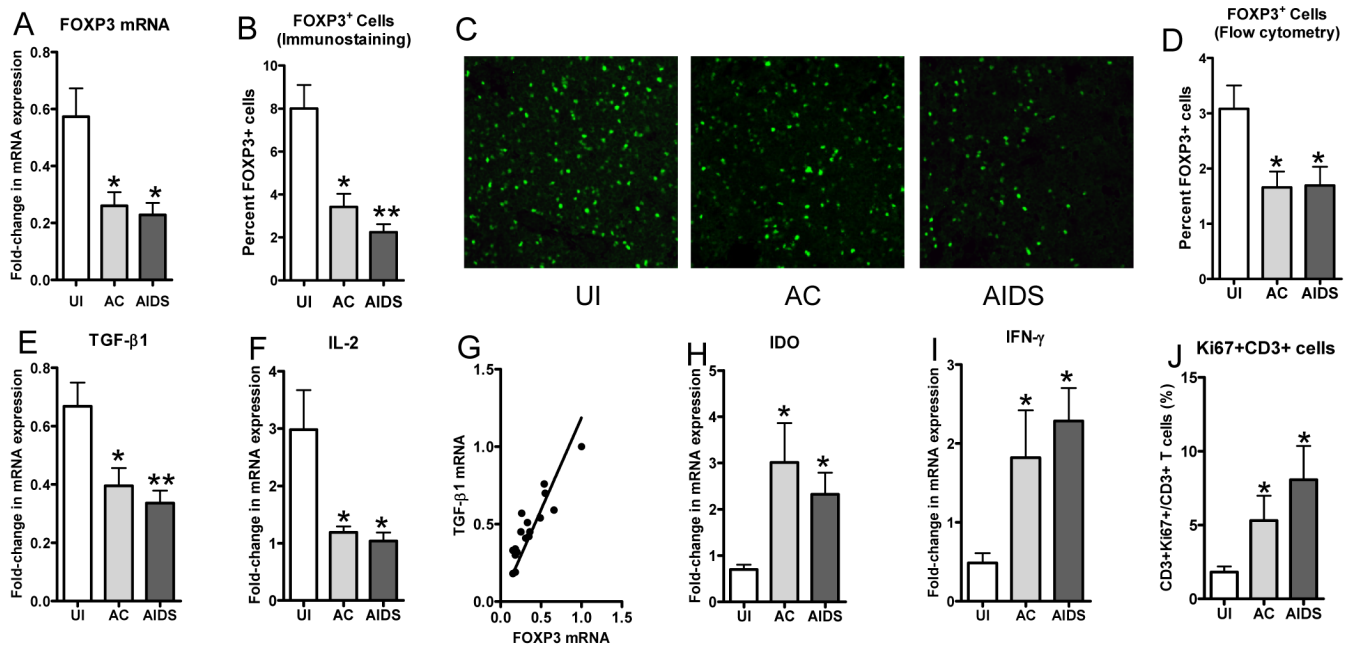 A
FOXP3 mRNA
Fold-change in mRNA expression
0.8
0.6
0.4
0.2
0.0
*
*
UI AC AIDS
B
FOXP3+ Cells
(Immunostaining)
Percent FOXP3+ cells
10
8
6
4
2
0
*
**
UI AC AIDS
C
UI
AC
AIDS
D
FOXP3+ Cells
(Flow cytometry)
Percent FOXP3+ cells
4
3
2
1
0
*
*
UI AC AIDS
E
TGF-β1
Fold-change in mRNA expression
0.8
0.6
0.4
0.2
0.0
*
**
UI AC AIDS
F
IL-2
Fold-change in mRNA expression
4
3
2
1
0
*
*
UI AC AIDS
G
TGF-β1 mRNA
1.5
1.0
0.5
0.0
0.0 0.5 1.0 1.5
FOXP3 mRNA
H
IDO
Fold-change in mRNA expression
5
4
3
2
1
0
*
*
UI AC AIDS
I
IFN-γ
Fold-change in mRNA expression
3
2
1
0
*
*
UI AC AIDS
J
Ki67+CD3+ cells
CD3+Ki67+/CD3+ T cells (%)
15
10
5
0
*
*
UI AC AIDS